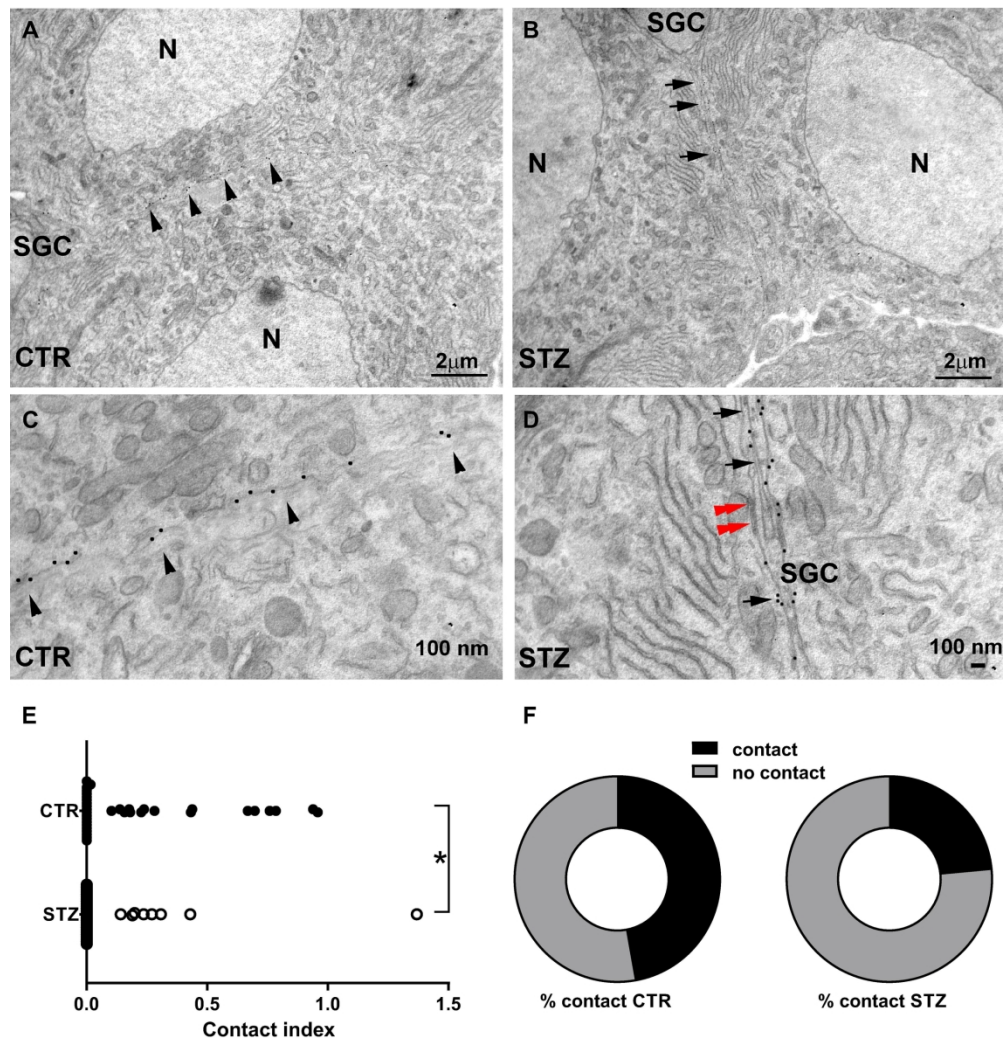 A
N
SGC
N
CTR
2μm
B
SGC
N
N
STZ
2μm
C
CTR
100 nm
D
SGC
STZ
100 nm
E
CTR
STZ
*
0.0 0.5 1.0 1.5
Contact index
F
contact
no contact
% contact CTR
% contact STZ